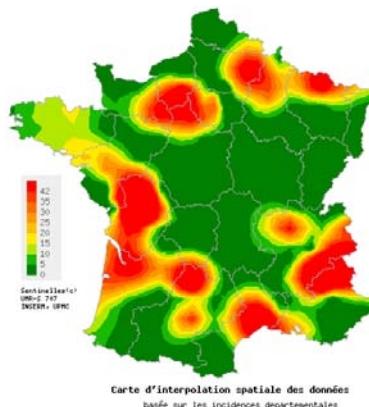 42
35
30
25
20
15
10
5
0
Sentinelles(c)
UMR-S 707
INSERM, UPMC
Carte d'interpolation spatiale des données
basée sur les incidences départementales